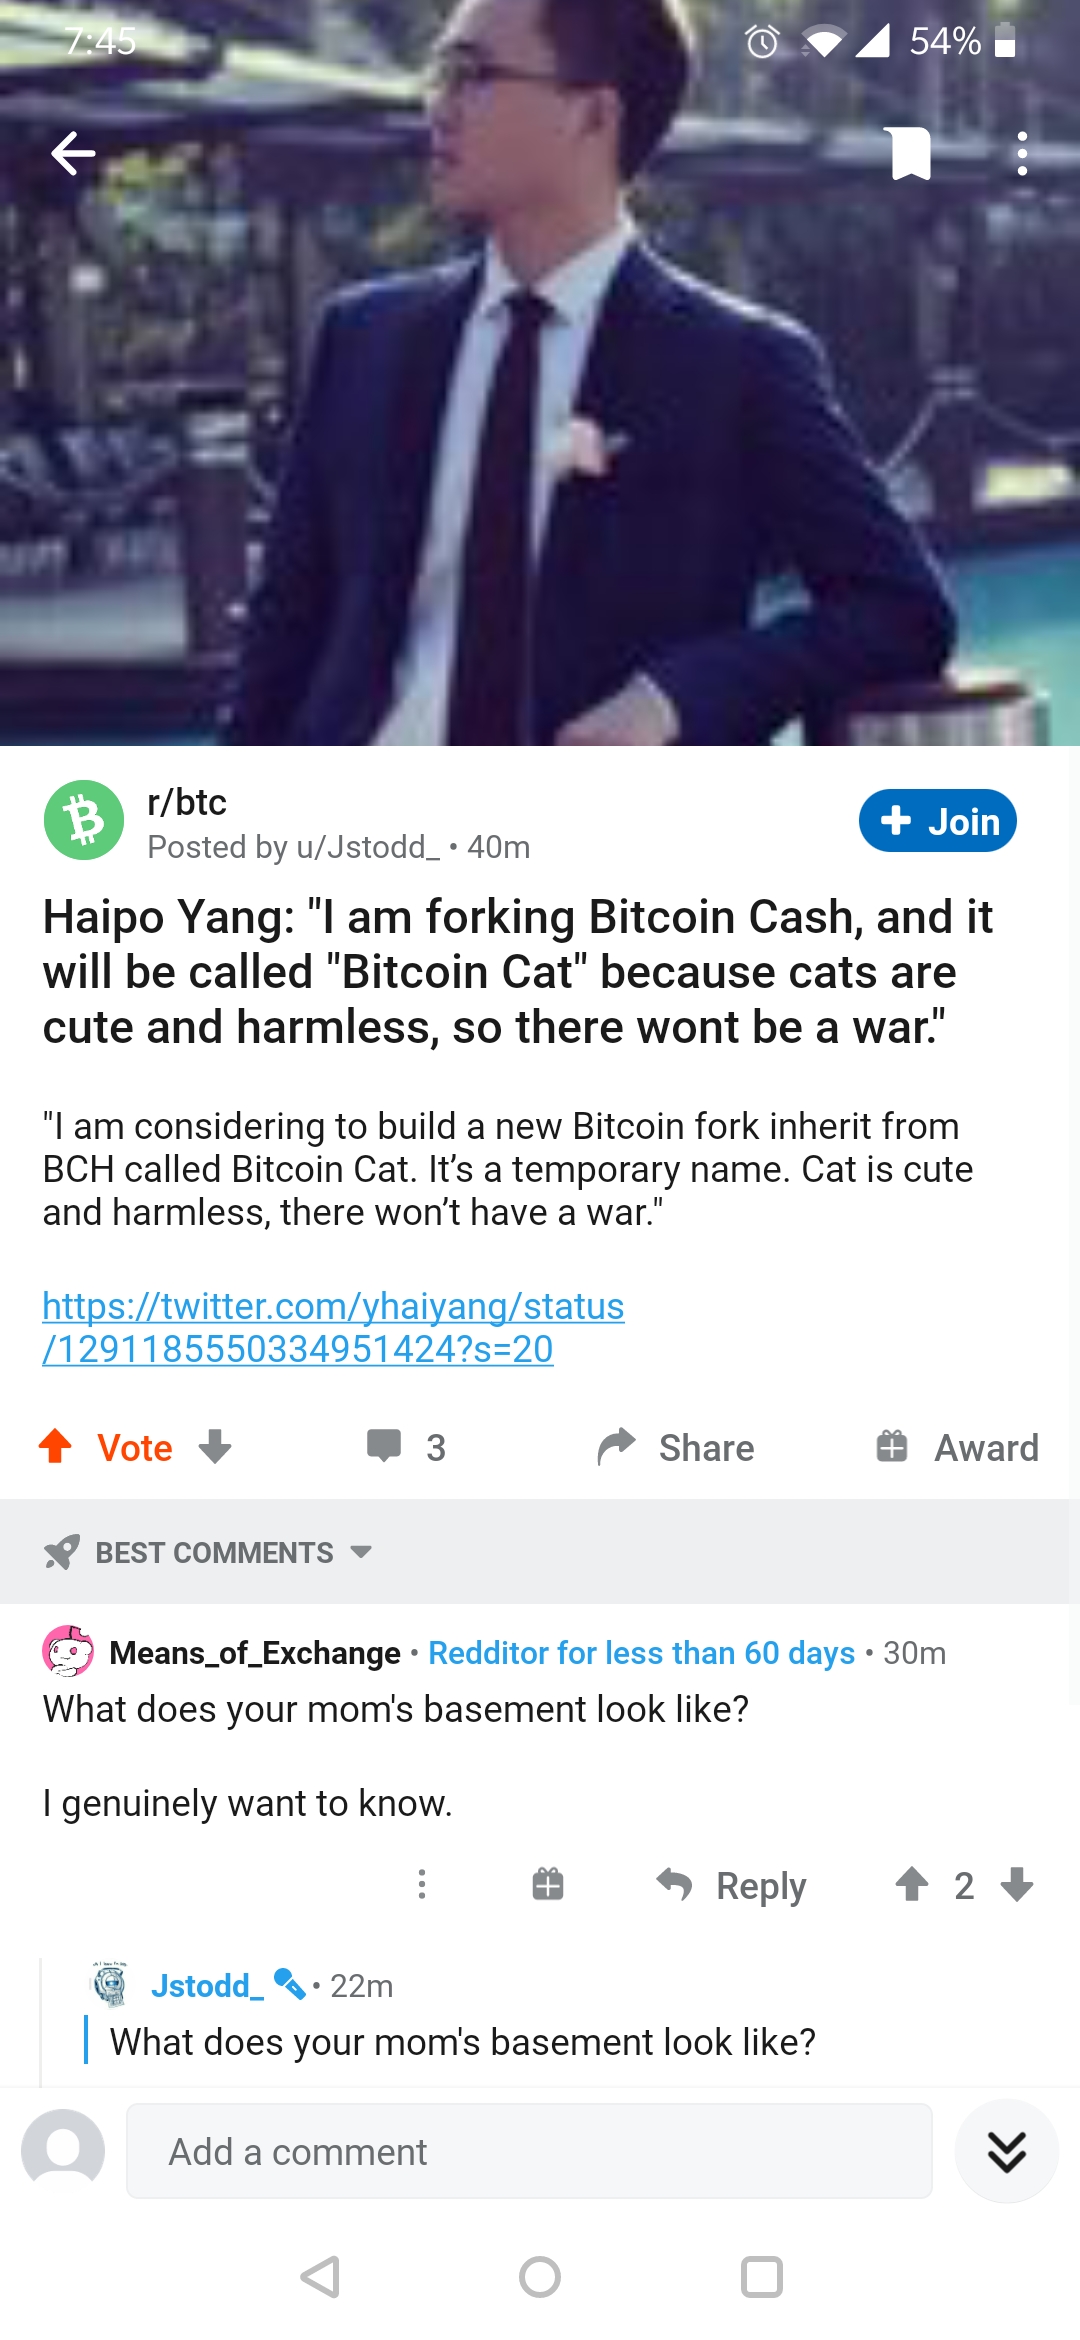 7:45
54%
r/btc
Posted by u/Jstodd_ • 40m
Join
Haipo Yang: "I am forking Bitcoin Cash, and it
will be called "Bitcoin Cat" because cats are
cute and harmless, so there wont be a war."
"I am considering to build a new Bitcoin fork inherit from
BCH called Bitcoin Cat. It’s a temporary name. Cat is cute
and harmless, there won’t have a war."
https://twitter.com/yhaiyang/status
/1291185550334951424?s=20
Vote
3
Share
Award
BEST COMMENTS
Means_of_Exchange • Redditor for less than 60 days • 30m
What does your mom's basement look like?
I genuinely want to know.
Reply
2
Jstodd_ • 22m
What does your mom's basement look like?
Add a comment